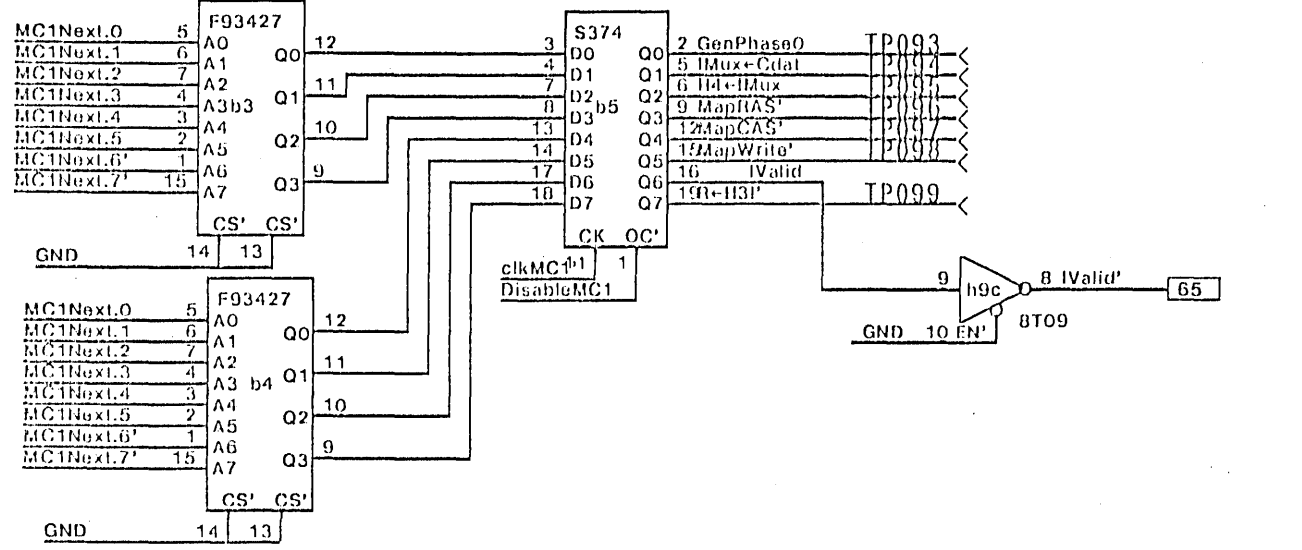 F93427
MC1Next.0 5 A0
MC1Next.1 6 A1
MC1Next.2 7 A2
MC1Next.3 4 A3 b3
MC1Next.4 3 A4
MC1Next.5 2 A5
MC1Next.6' 1 A6
MC1Next.7' 15 A7
Q0 12
Q1 11
Q2 10
Q3 9
CS' CS'
GND 14 13
S374
3 D0 Q0 2 GenPhase0 TP093
4 D1 Q1 5 IMux←Cdat
7 D2 b5 Q2 6 H4←IMux
8 D3 Q3 9 MapRAS'
13 D4 Q4 12 MapCAS'
14 D5 Q5 15 MapWrite'
17 D6 Q6 16 IValid
18 D7 Q7 19 TP099
CK OC'
clkMC1 11 1
DisableMC1
9 h9c 8 IValid' 65
GND 10 EN' 8T09
F93427
MC1Next.0 5 A0
MC1Next.1 6 A1
MC1Next.2 7 A2
MC1Next.3 4 A3 b4
MC1Next.4 3 A4
MC1Next.5 2 A5
MC1Next.6' 1 A6
MC1Next.7' 15 A7
Q0 12
Q1 11
Q2 10
Q3 9
CS' CS'
GND 14 13